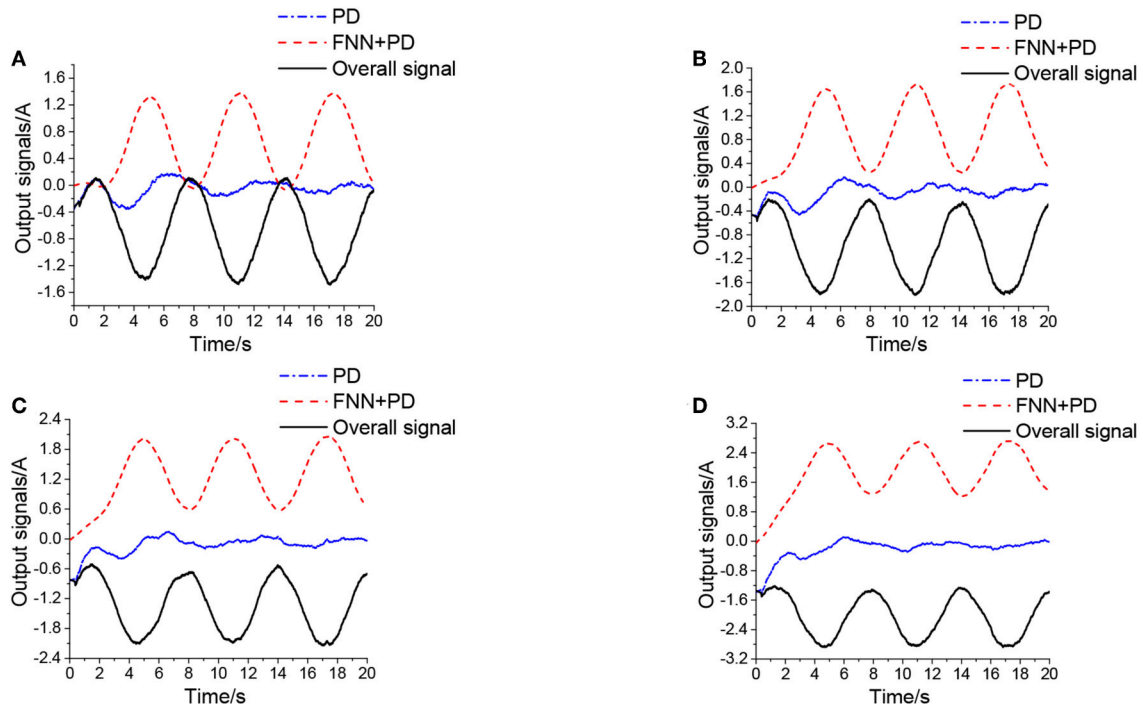 A
PD
FNN+PD
Overall signal
Output signals/A
1.6
1.2
0.8
0.4
0.0
-0.4
-0.8
-1.2
-1.6
0 2 4 6 8 10 12 14 16 18 20
Time/s
B
PD
FNN+PD
Overall signal
Output signals/A
2.0
1.6
1.2
0.8
0.4
0.0
-0.4
-0.8
-1.2
-1.6
-2.0
0 2 4 6 8 10 12 14 16 18 20
Time/s
C
PD
FNN+PD
Overall signal
Output signals/A
2.4
1.8
1.2
0.6
0.0
-0.6
-1.2
-1.8
-2.4
0 2 4 6 8 10 12 14 16 18 20
Time/s
D
PD
FNN+PD
Overall signal
Output signals/A
3.2
2.4
1.6
0.8
0.0
-0.8
-1.6
-2.4
-3.2
0 2 4 6 8 10 12 14 16 18 20
Time/s